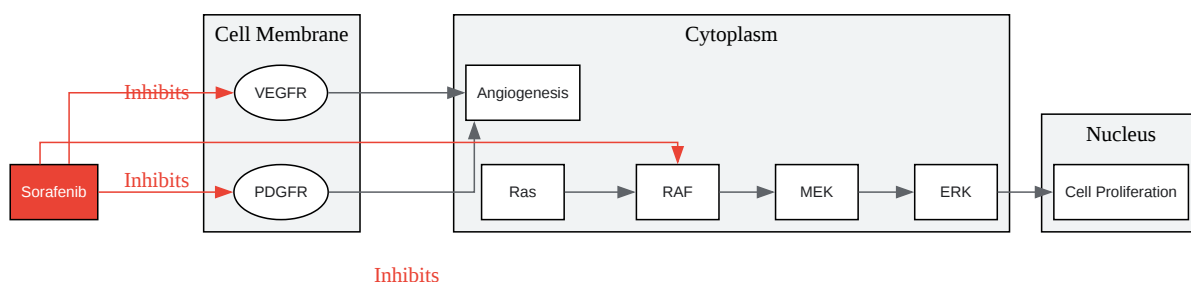 Cell Membrane
Cytoplasm
Inhibits
VEGFR
Angiogenesis
Nucleus
Sorafenib
Inhibits
PDGFR
Ras
RAF
MEK
ERK
Cell Proliferation
Inhibits